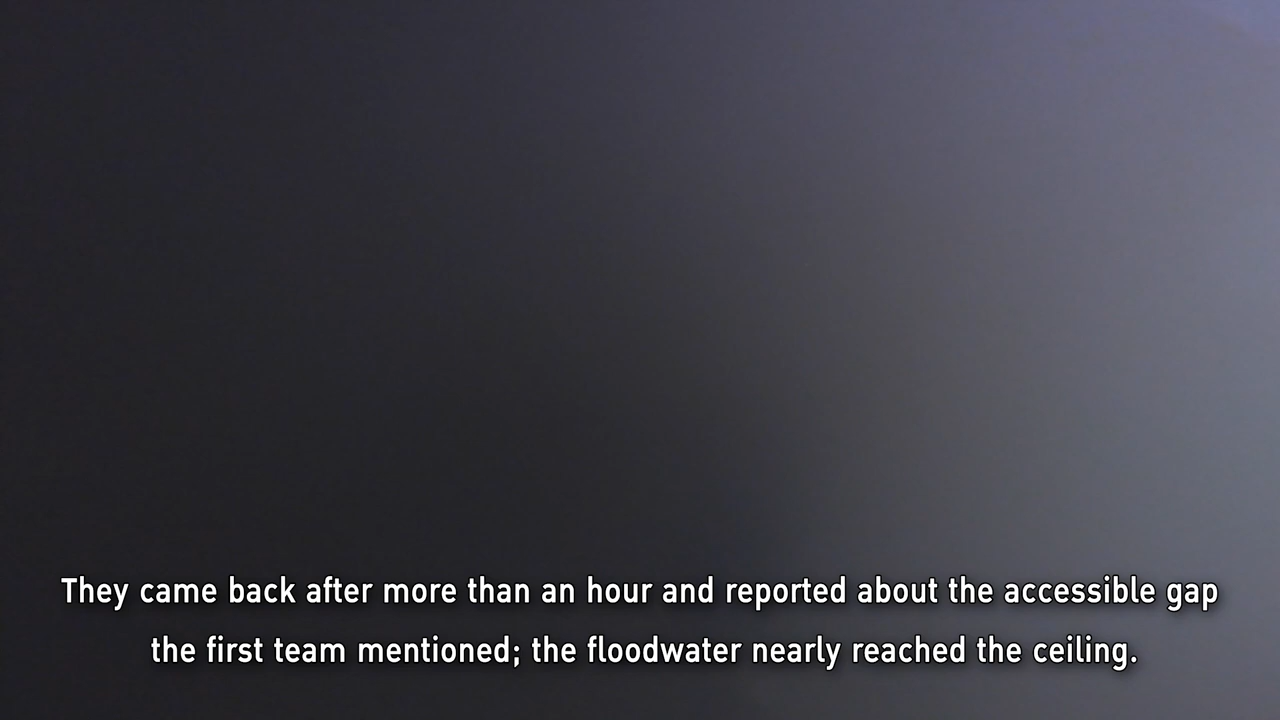 They came back after more than an hour and reported about the accessible gap
the first team mentioned; the floodwater nearly reached the ceiling.